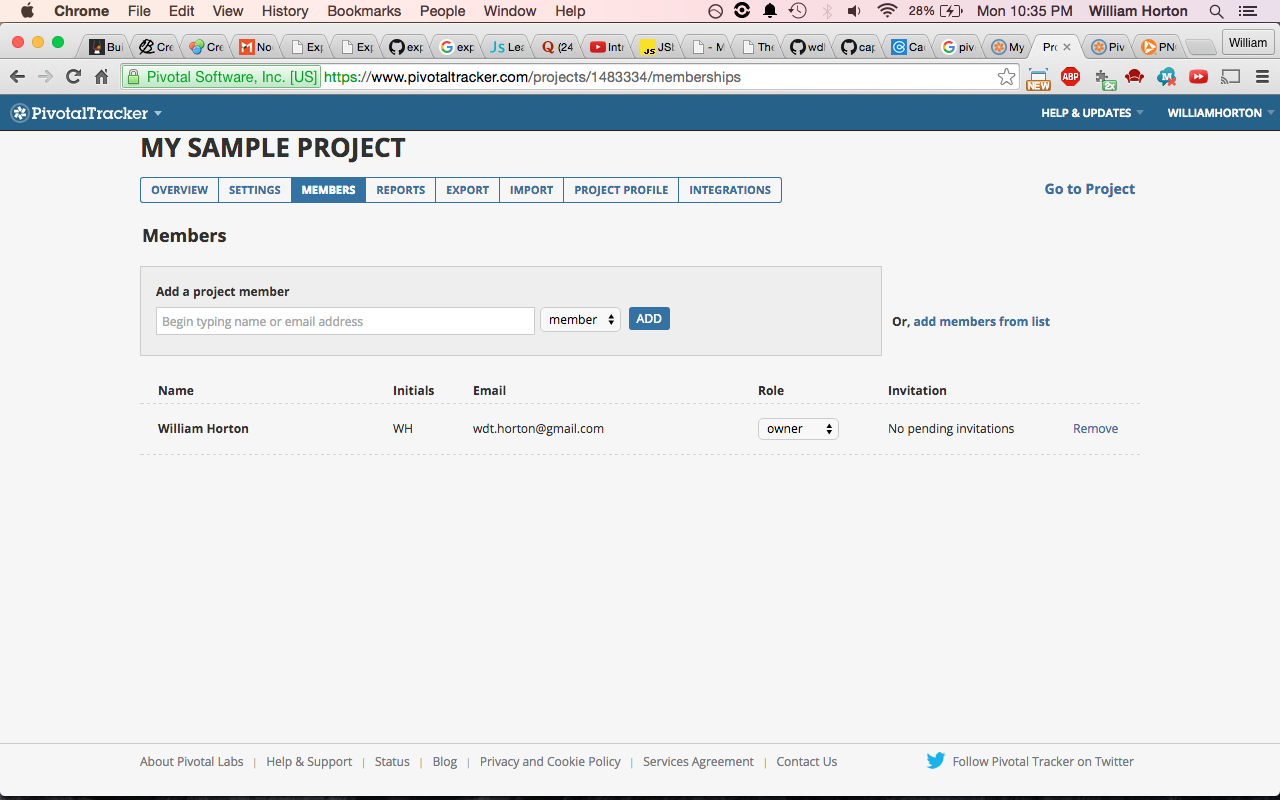 Chrome File Edit View History Bookmarks People Window Help 28% Mon 10:35 PM William Horton
Bui Cre Cre No Exp Exp exp exp Lea (24 Intr JSI - M The wdl cap Ca piv My Pro Piv PN William
Pivotal Software, Inc. [US] https://www.pivotaltracker.com/projects/1483334/memberships NEW ABP 2x
PivotalTracker HELP & UPDATES WILLIAMHORTON
MY SAMPLE PROJECT
OVERVIEW SETTINGS MEMBERS REPORTS EXPORT IMPORT PROJECT PROFILE INTEGRATIONS Go to Project
Members
Add a project member
Begin typing name or email address member ADD Or, add members from list
Name Initials Email Role Invitation
William Horton WH wdt.horton@gmail.com owner No pending invitations Remove
About Pivotal Labs | Help & Support | Status | Blog | Privacy and Cookie Policy | Services Agreement | Contact Us Follow Pivotal Tracker on Twitter